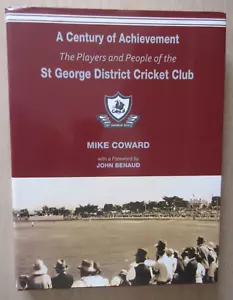 A Century of Achievement
The Players and People of the
St George District Cricket Club
MIKE COWARD
with a Foreword by
JOHN BENAUD